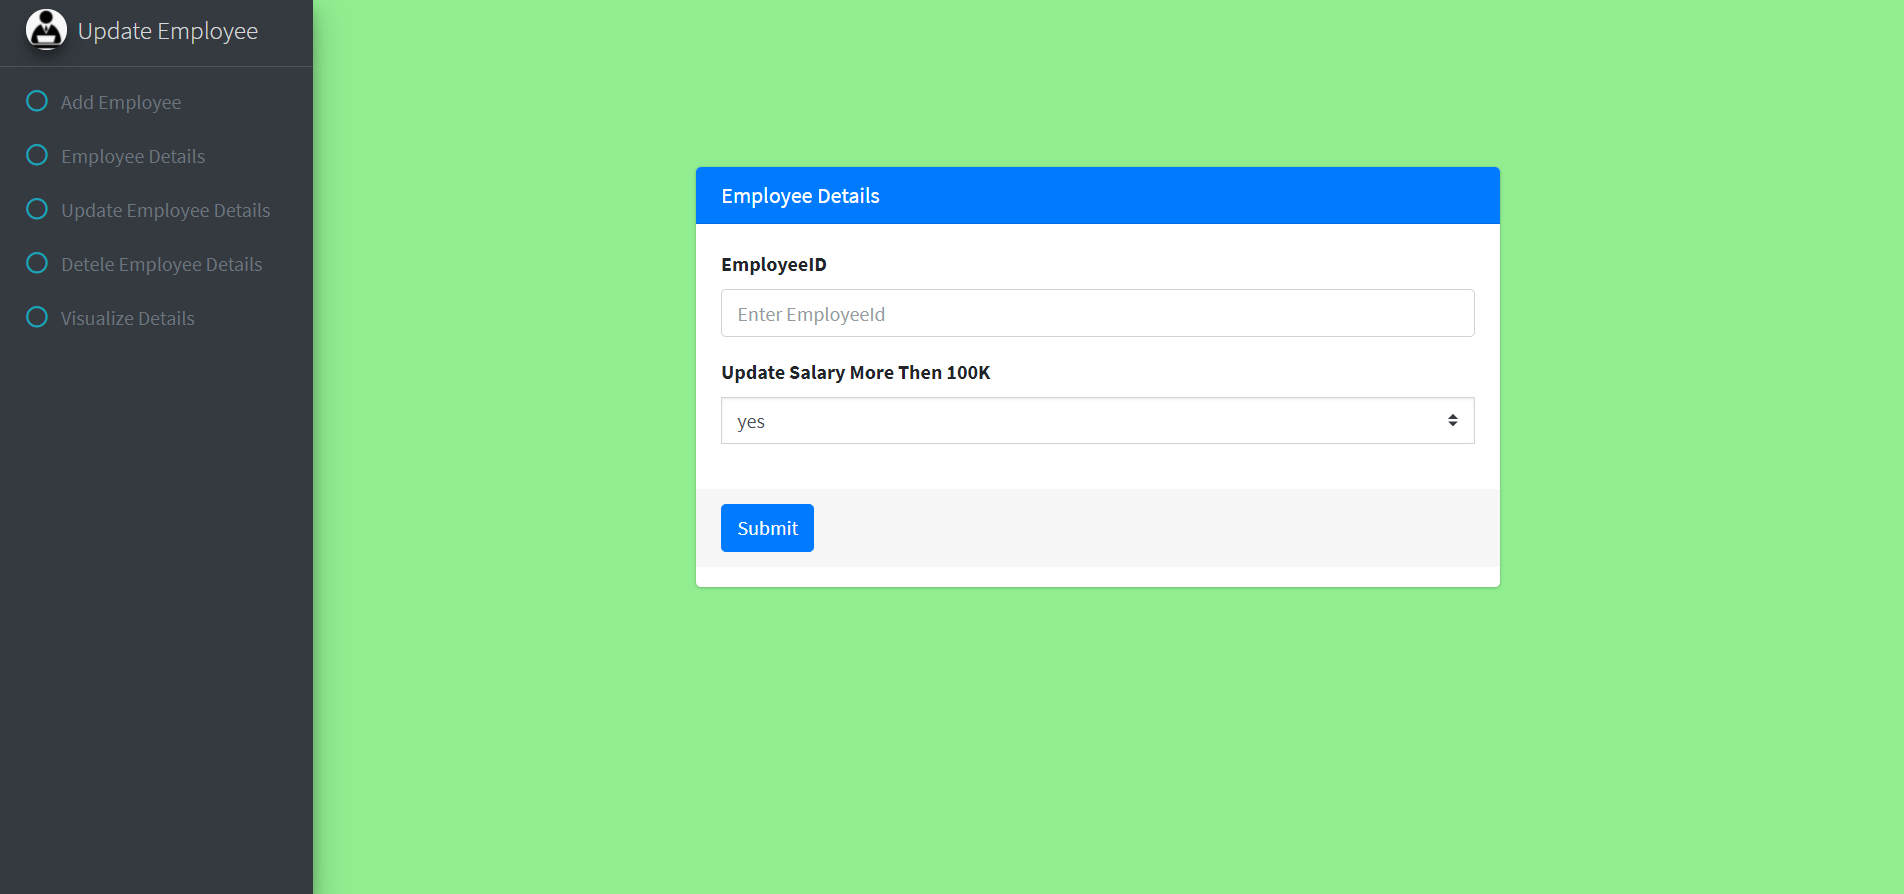 Update Employee
Add Employee
Employee Details
Update Employee Details
Detele Employee Details
Visualize Details
Employee Details
EmployeeID
Enter EmployeeId
Update Salary More Then 100K
yes
Submit